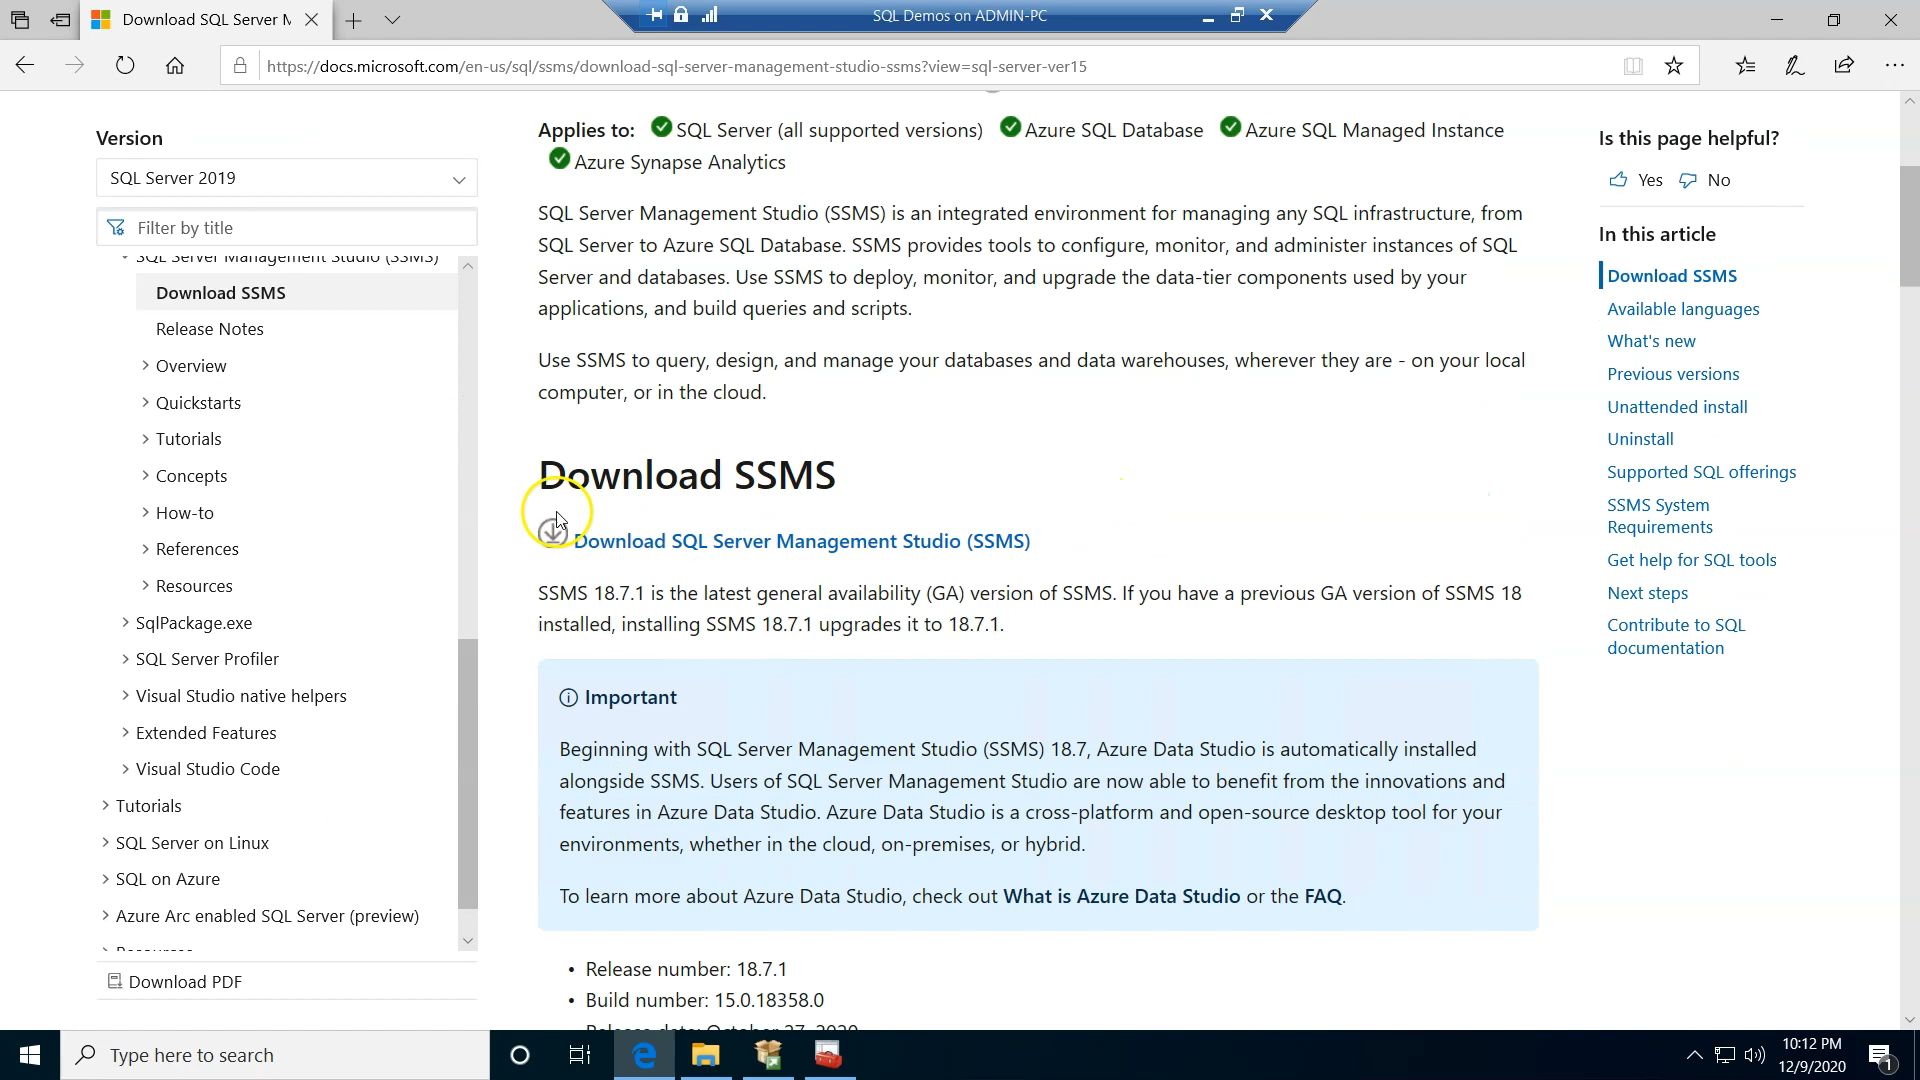 Download SQL Server M
SQL Demos on ADMIN-PC
https://docs.microsoft.com/en-us/sql/ssms/download-sql-server-management-studio-ssms?view=sql-server-ver15
Version
SQL Server 2019
Filter by title
SQL Server Management Studio (SSMS)
Download SSMS
Release Notes
Overview
Quickstarts
Tutorials
Concepts
How-to
References
Resources
SqlPackage.exe
SQL Server Profiler
Visual Studio native helpers
Extended Features
Visual Studio Code
Tutorials
SQL Server on Linux
SQL on Azure
Azure Arc enabled SQL Server (preview)
Resources
Download PDF
Applies to: SQL Server (all supported versions) Azure SQL Database Azure SQL Managed Instance
Azure Synapse Analytics
SQL Server Management Studio (SSMS) is an integrated environment for managing any SQL infrastructure, from
SQL Server to Azure SQL Database. SSMS provides tools to configure, monitor, and administer instances of SQL
Server and databases. Use SSMS to deploy, monitor, and upgrade the data-tier components used by your
applications, and build queries and scripts.
Use SSMS to query, design, and manage your databases and data warehouses, wherever they are - on your local
computer, or in the cloud.
Download SSMS
Download SQL Server Management Studio (SSMS)
SSMS 18.7.1 is the latest general availability (GA) version of SSMS. If you have a previous GA version of SSMS 18
installed, installing SSMS 18.7.1 upgrades it to 18.7.1.
Important
Beginning with SQL Server Management Studio (SSMS) 18.7, Azure Data Studio is automatically installed
alongside SSMS. Users of SQL Server Management Studio are now able to benefit from the innovations and
features in Azure Data Studio. Azure Data Studio is a cross-platform and open-source desktop tool for your
environments, whether in the cloud, on-premises, or hybrid.
To learn more about Azure Data Studio, check out What is Azure Data Studio or the FAQ.
• Release number: 18.7.1
• Build number: 15.0.18358.0
Release date: October 27, 2020
Is this page helpful?
Yes No
In this article
Download SSMS
Available languages
What's new
Previous versions
Unattended install
Uninstall
Supported SQL offerings
SSMS System
Requirements
Get help for SQL tools
Next steps
Contribute to SQL
documentation
Type here to search
10:12 PM
12/9/2020
1